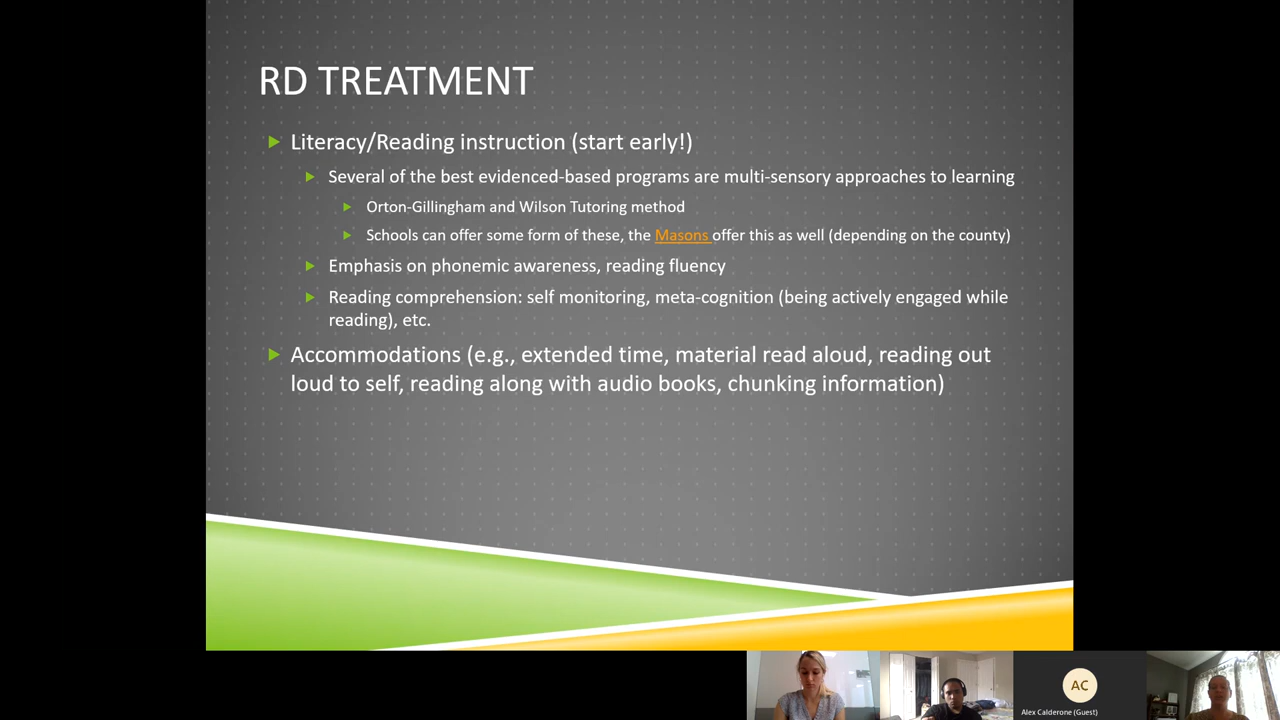 RD TREATMENT
Literacy/Reading instruction (start early!)
Several of the best evidenced-based programs are multi-sensory approaches to learning
Orton-Gillingham and Wilson Tutoring method
Schools can offer some form of these, the Masons offer this as well (depending on the county)
Emphasis on phonemic awareness, reading fluency
Reading comprehension: self monitoring, meta-cognition (being actively engaged while
reading), etc.
Accommodations (e.g., extended time, material read aloud, reading out
loud to self, reading along with audio books, chunking information)
AC
Alex Calderone (Guest)